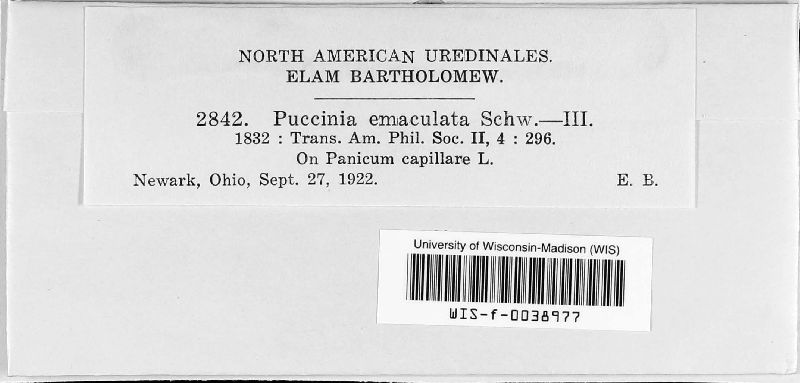 NORTH AMERICAN UREDINALES.
ELAM BARTHOLOMEW.
2842. Puccinia emaculata Schw.—III.
1832 : Trans. Am. Phil. Soc. II, 4 : 296.
On Panicum capillare L.
Newark, Ohio, Sept. 27, 1922. E. B.
University of Wisconsin-Madison (WIS)
WIS-f-0038977